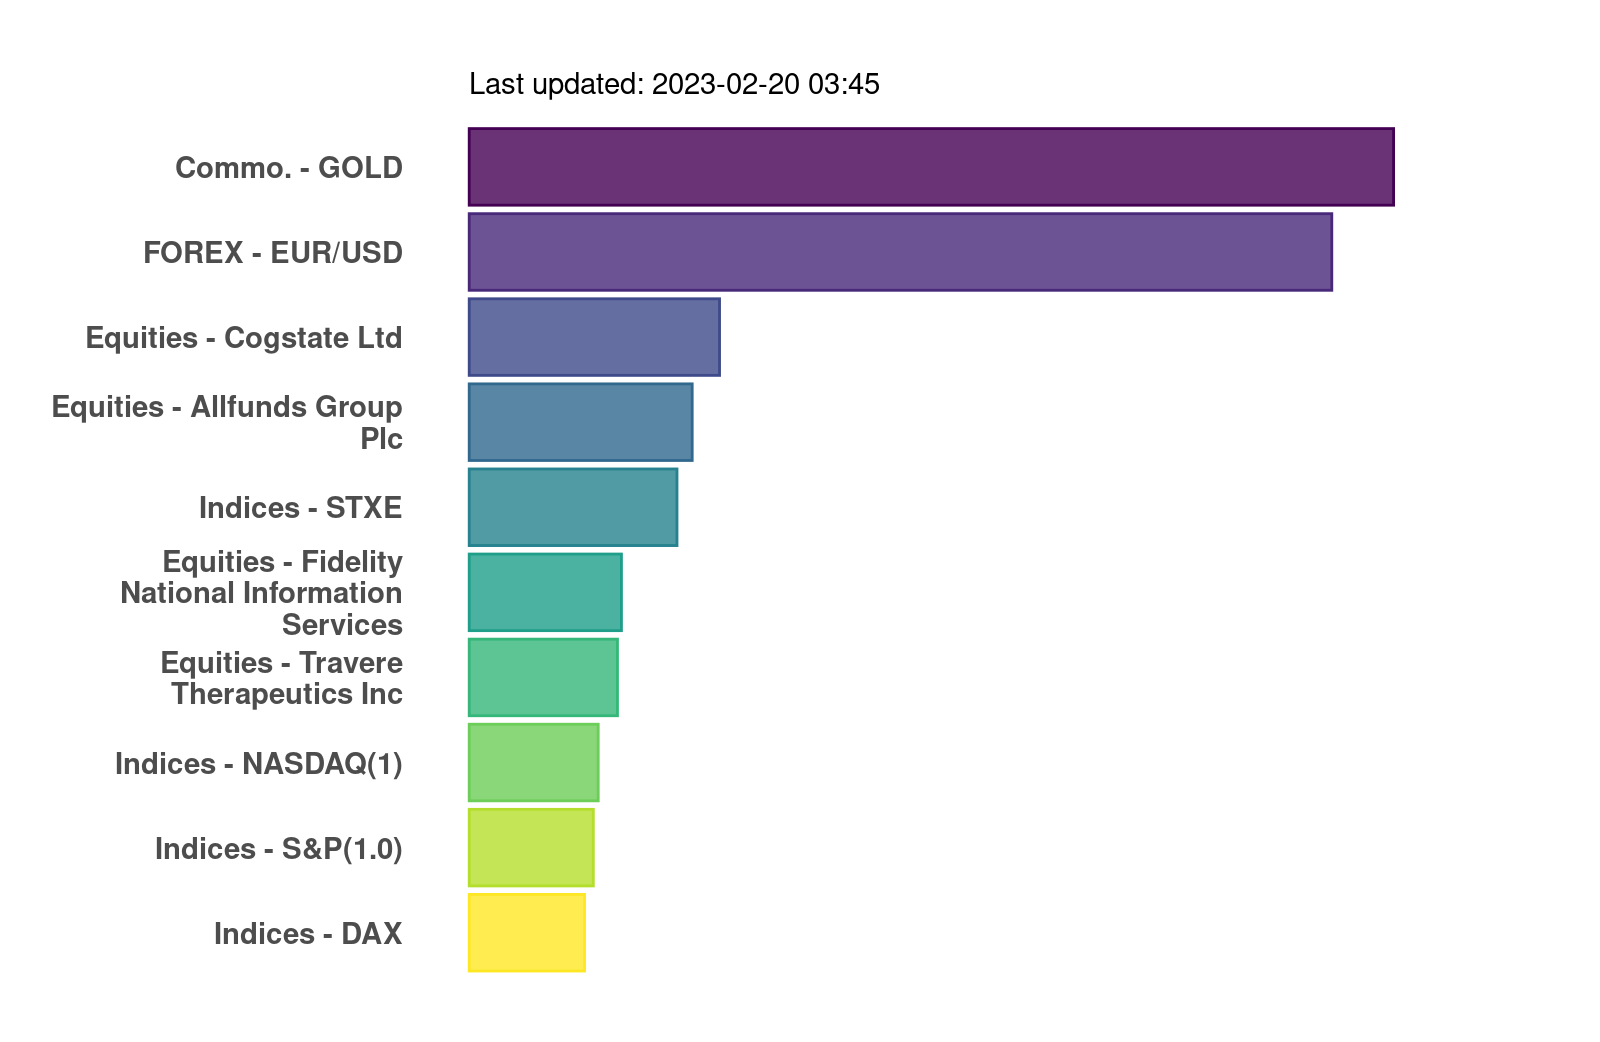 Last updated: 2023-02-20 03:45
Commo. - GOLD
FOREX - EUR/USD
Equities - Cogstate Ltd
Equities - Allfunds Group
Plc
Indices - STXE
Equities - Fidelity
National Information
Services
Equities - Travere
Therapeutics Inc
Indices - NASDAQ(1)
Indices - S&P(1.0)
Indices - DAX